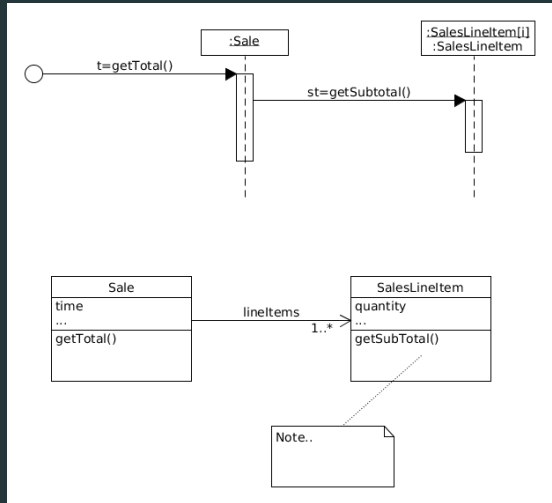 :Sale
:SalesLineItem[i]
:SalesLineItem
t=getTotal()
st=getSubtotal()
Sale
time
...
getTotal()
lineItems
1..*
SalesLineItem
quantity
...
getSubTotal()
Note..